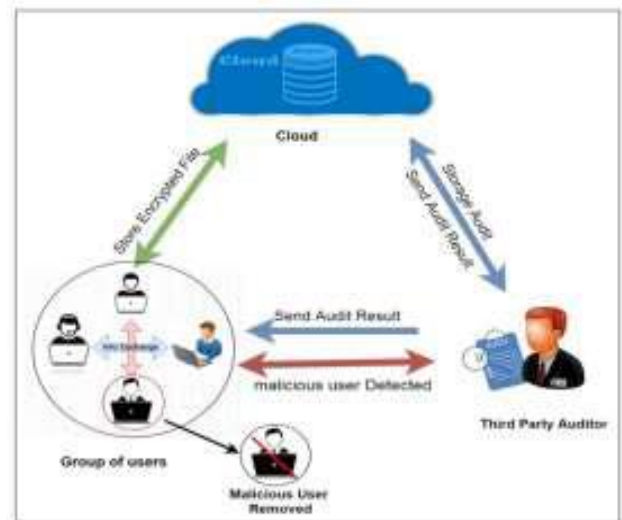 Cloud
Cloud
Store Encrypted File
Storage Audit
Send Audit Result
Send Audit Result
malicious user Detected
Third Party Auditor
Group of users
Malicious User
Removed